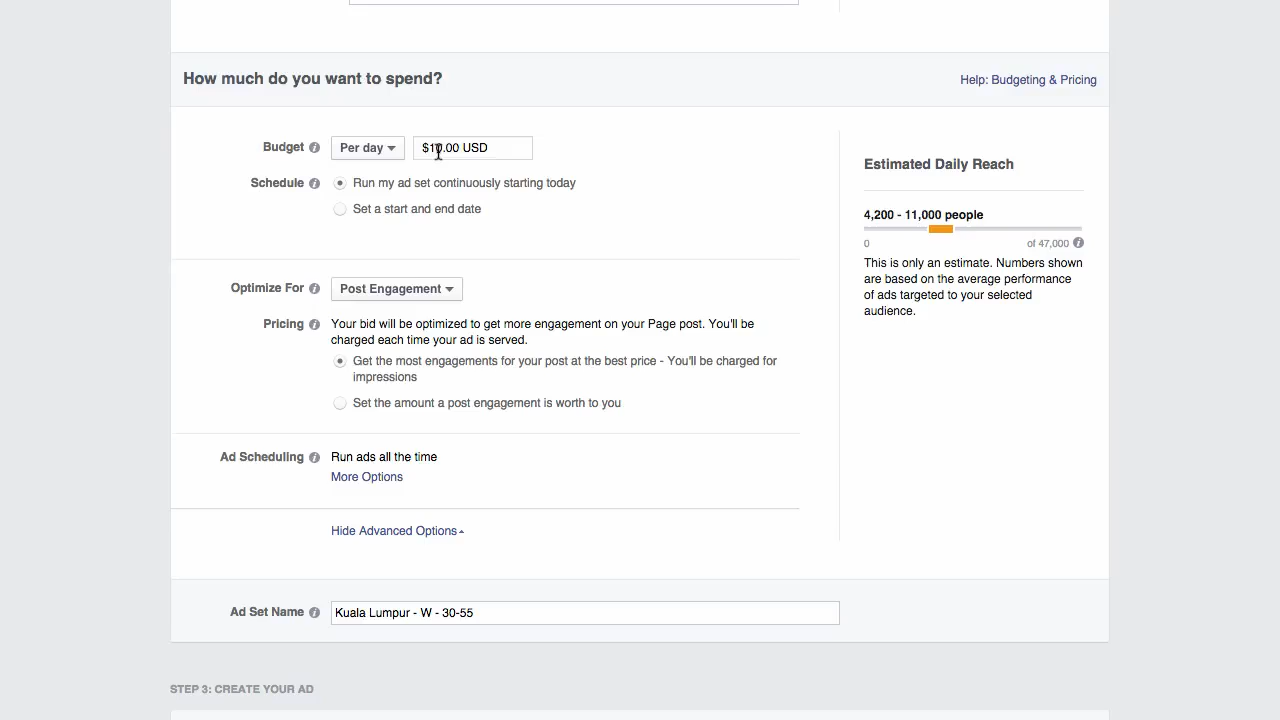 How much do you want to spend?
Help: Budgeting & Pricing
Budget
Per day
$10.00 USD
Schedule
Run my ad set continuously starting today
Set a start and end date
Estimated Daily Reach
4,200 - 11,000 people
0
of 47,000
This is only an estimate. Numbers shown
are based on the average performance
of ads targeted to your selected
audience.
Optimize For
Post Engagement
Pricing
Your bid will be optimized to get more engagement on your Page post. You'll be
charged each time your ad is served.
Get the most engagements for your post at the best price - You'll be charged for
impressions
Set the amount a post engagement is worth to you
Ad Scheduling
Run ads all the time
More Options
Hide Advanced Options
Ad Set Name
Kuala Lumpur - W - 30-55
STEP 3: CREATE YOUR AD